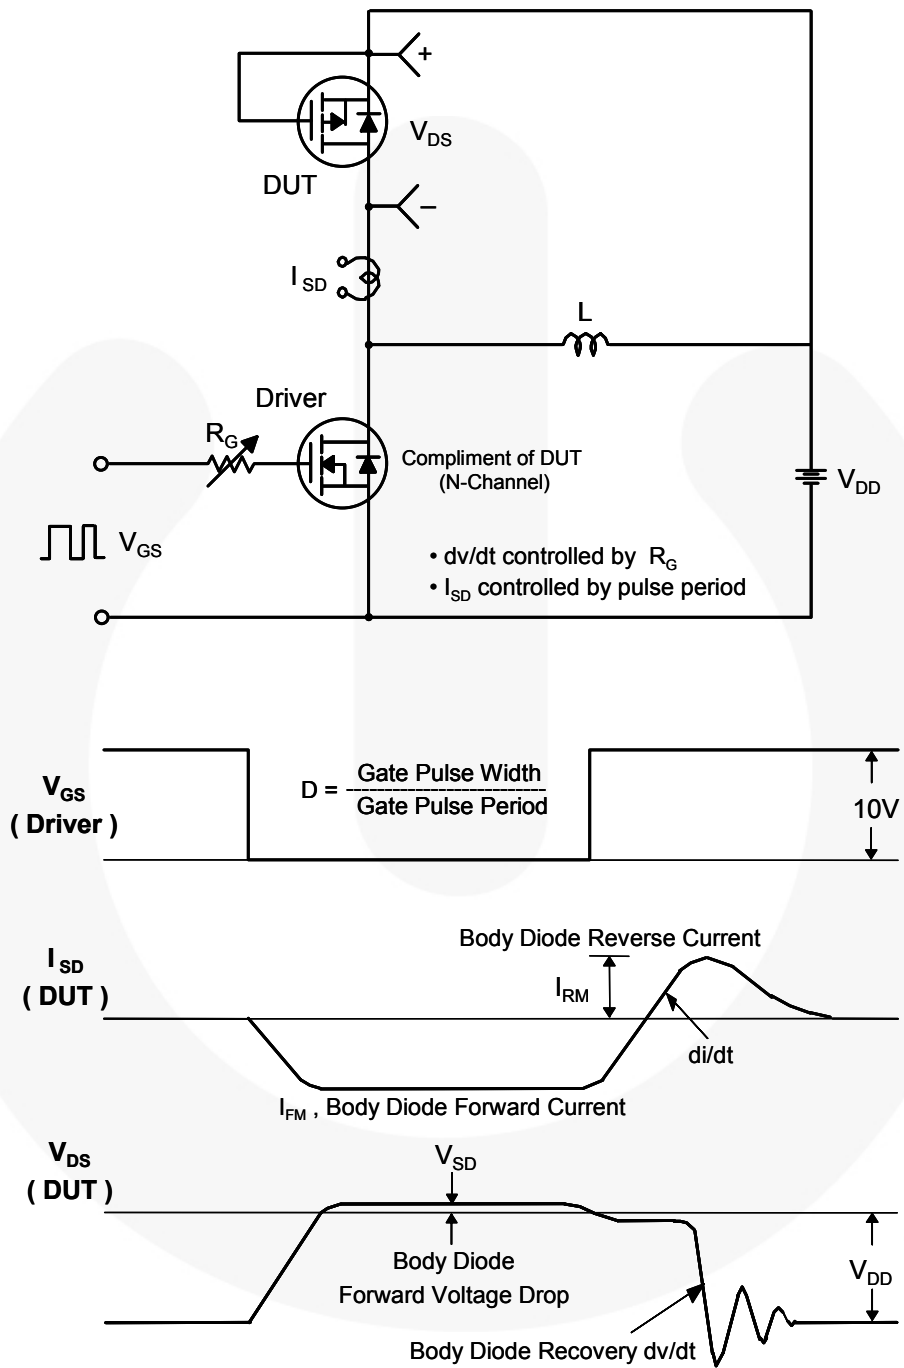 +
V_DS
DUT
−
I_SD
L
Driver
R_G
Compliment of DUT
(N-Channel)
V_DD
V_GS
• dv/dt controlled by R_G
• I_SD controlled by pulse period
V_GS
( Driver )
D = Gate Pulse Width
Gate Pulse Period
10V
Body Diode Reverse Current
I_SD
( DUT )
I_RM
di/dt
I_FM , Body Diode Forward Current
V_DS
( DUT )
V_SD
Body Diode
Forward Voltage Drop
V_DD
Body Diode Recovery dv/dt